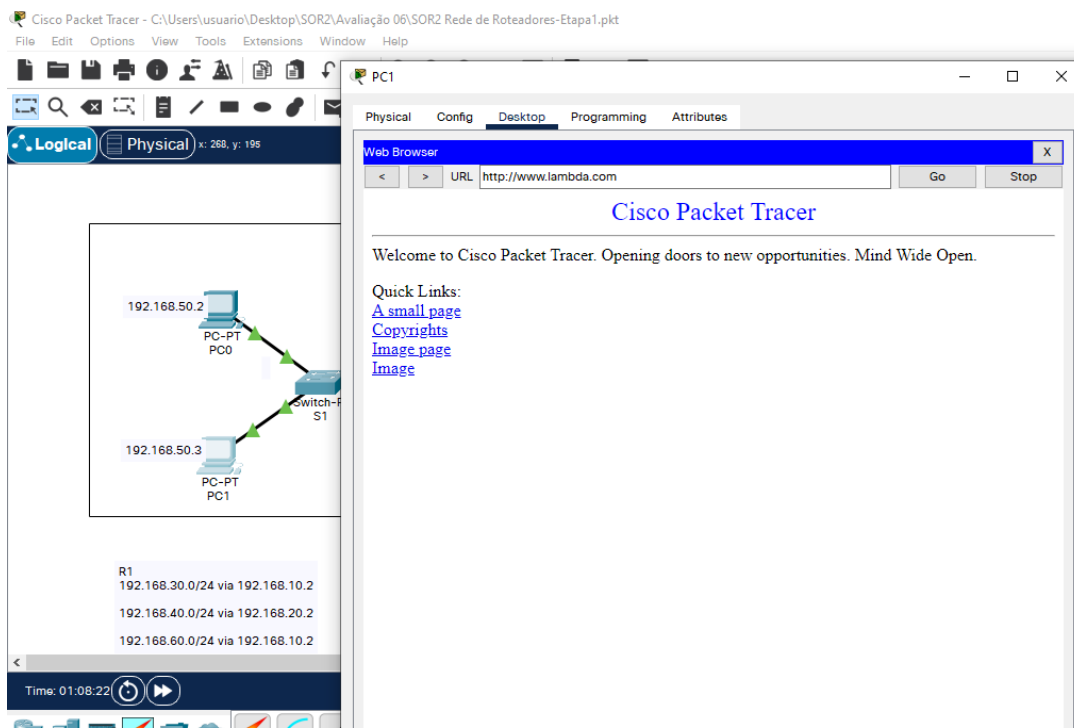 Cisco Packet Tracer - C:\Users\usuario\Desktop\SOR2\Avaliação 06\SOR2 Rede de Roteadores-Etapa1.pkt
File Edit Options View Tools Extensions Window Help
PC1
Physical Config Desktop Programming Attributes
Logical Physical x: 268, y: 195
Web Browser X
< > URL http://www.lambda.com Go Stop
Cisco Packet Tracer
Welcome to Cisco Packet Tracer. Opening doors to new opportunities. Mind Wide Open.
Quick Links:
A small page
Copyrights
Image page
Image
192.168.50.2
PC-PT
PC0
Switch-P
S1
192.168.50.3
PC-PT
PC1
R1
192.168.30.0/24 via 192.168.10.2
192.168.40.0/24 via 192.168.20.2
192.168.60.0/24 via 192.168.10.2
<
Time: 01:08:22